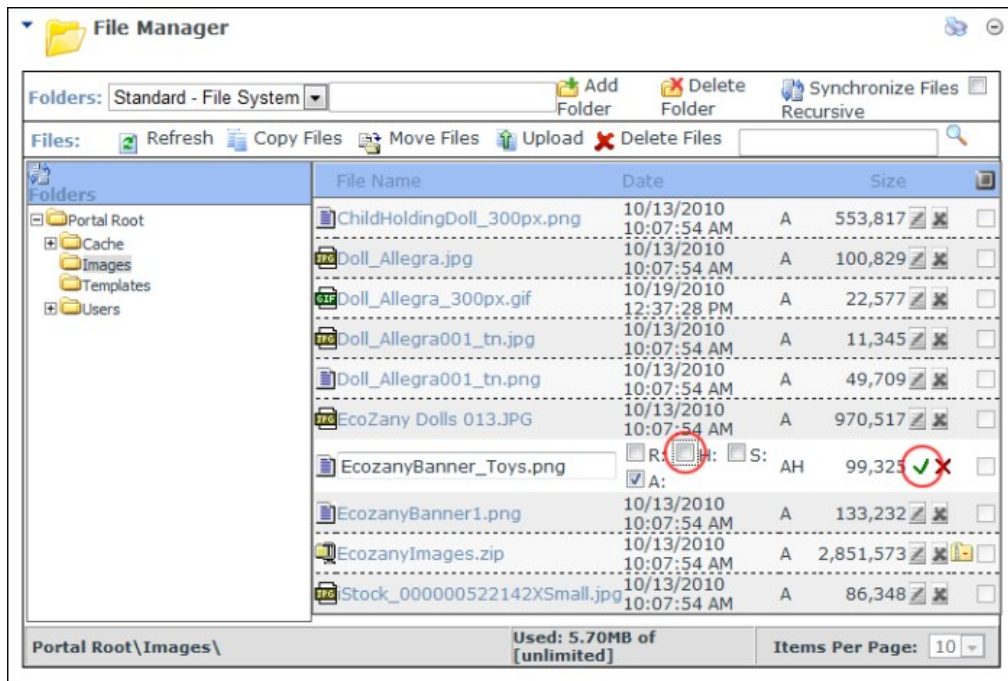 File Manager
Folders: Standard - File System Add Folder Delete Folder Synchronize Files Recursive
Files: Refresh Copy Files Move Files Upload Delete Files
Folders
Portal Root
Cache
Images
Templates
Users
File Name Date Size
ChildHoldingDoll_300px.png 10/13/2010 10:07:54 AM A 553,817
JPG Doll_Allegra.jpg 10/13/2010 10:07:54 AM A 100,829
GIF Doll_Allegra_300px.gif 10/19/2010 12:37:28 PM A 22,577
JPG Doll_Allegra001_tn.jpg 10/13/2010 10:07:54 AM A 11,345
Doll_Allegra001_tn.png 10/13/2010 10:07:54 AM A 49,709
JPG EcoZany Dolls 013.JPG 10/13/2010 10:07:54 AM A 970,517
EcozanyBanner_Toys.png R: H: S: A: AH 99,325
EcozanyBanner1.png 10/13/2010 10:07:54 AM A 133,232
EcozanyImages.zip 10/13/2010 10:07:54 AM A 2,851,573
JPG iStock_000000522142XSmall.jpg 10/13/2010 10:07:54 AM A 86,348
Portal Root\Images\ Used: 5.70MB of [unlimited] Items Per Page: 10